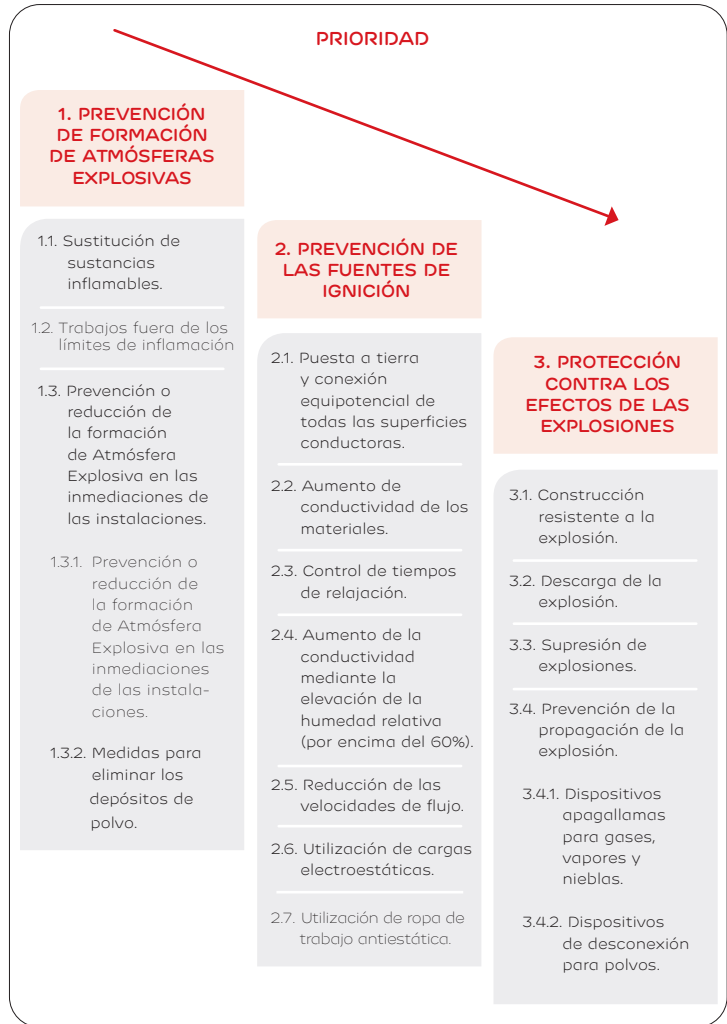 PRIORIDAD
1. PREVENCIÓN
DE FORMACIÓN
DE ATMÓSFERAS
EXPLOSIVAS
1.1. Sustitución de
sustancias
inflamables.
1.2. Trabajos fuera de los
límites de inflamación
1.3. Prevención o
reducción de
la formación
de Atmósfera
Explosiva en las
inmediaciones de
las instalaciones.
1.3.1. Prevención o
reducción de
la formación
de Atmósfera
Explosiva en las
inmediaciones
de las instala-
ciones.
1.3.2. Medidas para
eliminar los
depósitos de
polvo.
2. PREVENCIÓN DE
LAS FUENTES DE
IGNICIÓN
2.1. Puesta a tierra
y conexión
equipotencial de
todas las superficies
conductoras.
2.2. Aumento de
conductividad de los
materiales.
2.3. Control de tiempos
de relajación.
2.4. Aumento de la
conductividad
mediante la
elevación de la
humedad relativa
(por encima del 60%).
2.5. Reducción de las
velocidades de flujo.
2.6. Utilización de cargas
electroestáticas.
2.7. Utilización de ropa de
trabajo antiestática.
3. PROTECCIÓN
CONTRA LOS
EFECTOS DE LAS
EXPLOSIONES
3.1. Construcción
resistente a la
explosión.
3.2. Descarga de la
explosión.
3.3. Supresión de
explosiones.
3.4. Prevención de la
propagación de la
explosión.
3.4.1. Dispositivos
apagallamas
para gases,
vapores y
nieblas.
3.4.2. Dispositivos
de desconexión
para polvos.